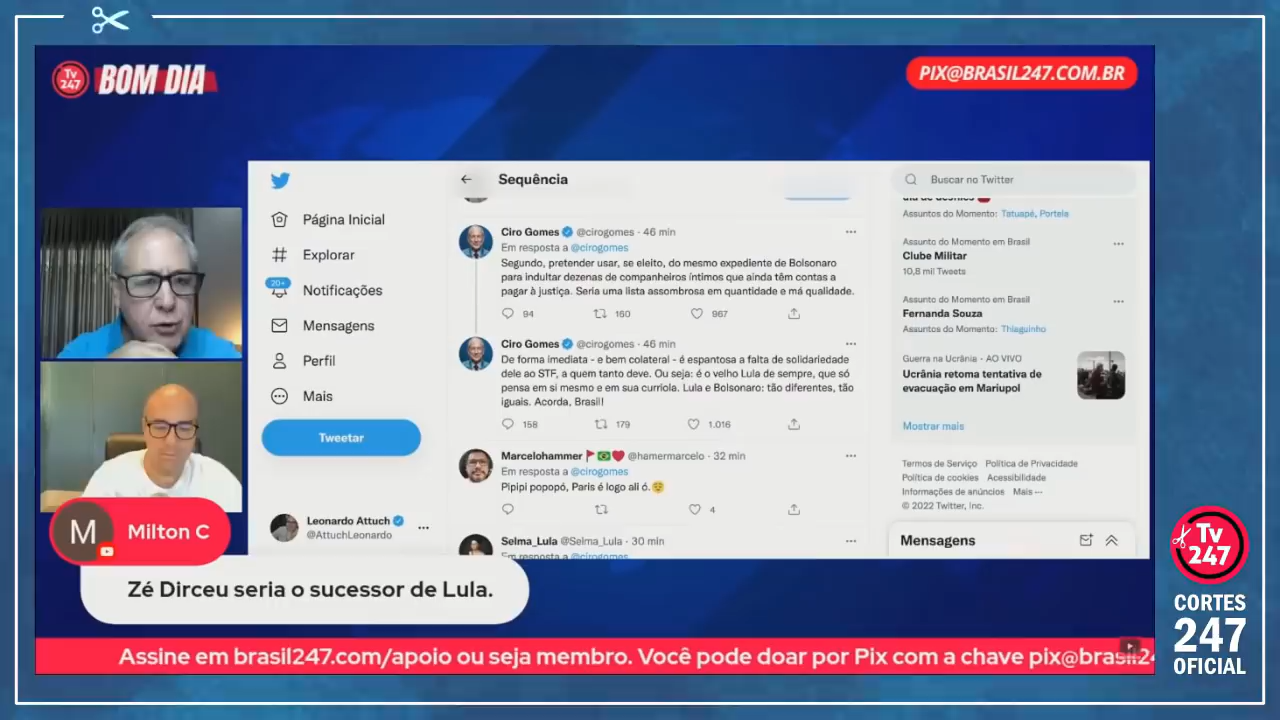 Tv 247 BOM DIA
PIX@BRASIL247.COM.BR
Página Inicial
Explorar
20+
Notificações
Mensagens
Perfil
Mais
Tweetar
Leonardo Attuch
@AttuchLeonardo
Sequência
Ciro Gomes @cirogomes · 46 min
Em resposta a @cirogomes
Segundo, pretender usar, se eleito, do mesmo expediente de Bolsonaro
para indultar dezenas de companheiros íntimos que ainda têm contas a
pagar à justiça. Seria uma lista assombrosa em quantidade e má qualidade.
94 160 967
Ciro Gomes @cirogomes · 46 min
De forma imediata - e bem colateral - é espantosa a falta de solidariedade
dele ao STF, a quem tanto deve. Ou seja: é o velho Lula de sempre, que só
pensa em si mesmo e em sua curriola. Lula e Bolsonaro: tão diferentes, tão
iguais. Acorda, Brasil!
158 179 1.016
Marcelohammer 🚩🇧🇷❤️ @hamermarcelo · 32 min
Em resposta a @cirogomes
Pipipi popopó, Paris é logo ali ó.😌
4
Selma_Lula @Selma_Lula · 30 min
Em resposta a @cirogomes
Buscar no Twitter
Assuntos do Momento: Tatuapé, Portela
Assunto do Momento em Brasil
Clube Militar
10,8 mil Tweets
Assunto do Momento em Brasil
Fernanda Souza
Assuntos do Momento: Thiaguinho
Guerra na Ucrânia · AO VIVO
Ucrânia retoma tentativa de
evacuação em Mariupol
Mostrar mais
Termos de Serviço Política de Privacidade
Política de cookies Acessibilidade
Informações de anúncios Mais ···
© 2022 Twitter, Inc.
Mensagens
M Milton C
Zé Dirceu seria o sucessor de Lula.
Assine em brasil247.com/apoio ou seja membro. Você pode doar por Pix com a chave pix@brasil24
Tv
247
CORTES
247
OFICIAL